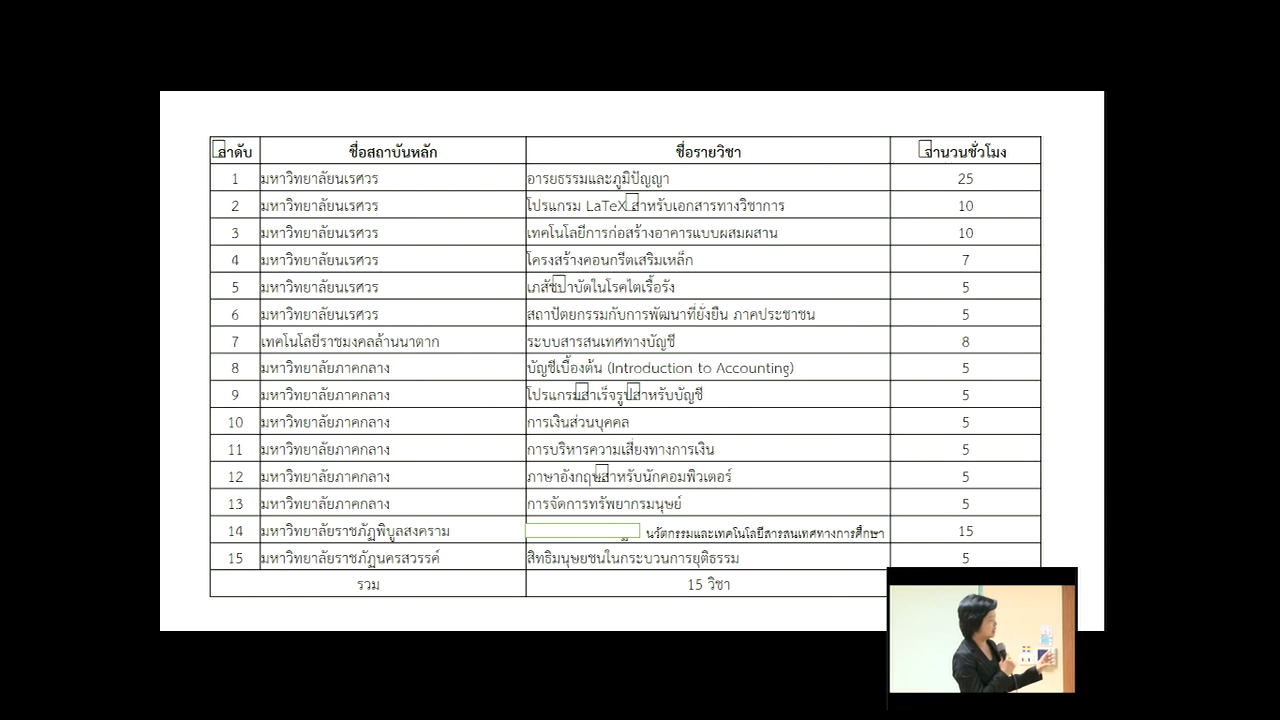 ลำดับ ชื่อสถาบันหลัก ชื่อรายวิชา จำนวนชั่วโมง
1 มหาวิทยาลัยนเรศวร อารยธรรมและภูมิปัญญา 25
2 มหาวิทยาลัยนเรศวร โปรแกรม LaTeX สำหรับเอกสารทางวิชาการ 10
3 มหาวิทยาลัยนเรศวร เทคโนโลยีการก่อสร้างอาคารแบบผสมผสาน 10
4 มหาวิทยาลัยนเรศวร โครงสร้างคอนกรีตเสริมเหล็ก 7
5 มหาวิทยาลัยนเรศวร เภสัชบำบัดในโรคไตเรื้อรัง 5
6 มหาวิทยาลัยนเรศวร สถาปัตยกรรมกับการพัฒนาที่ยั่งยืน ภาคประชาชน 5
7 เทคโนโลยีราชมงคลล้านนาตาก ระบบสารสนเทศทางบัญชี 8
8 มหาวิทยาลัยภาคกลาง บัญชีเบื้องต้น (Introduction to Accounting) 5
9 มหาวิทยาลัยภาคกลาง โปรแกรมสำเร็จรูปสำหรับบัญชี 5
10 มหาวิทยาลัยภาคกลาง การเงินส่วนบุคคล 5
11 มหาวิทยาลัยภาคกลาง การบริหารความเสี่ยงทางการเงิน 5
12 มหาวิทยาลัยภาคกลาง ภาษาอังกฤษสำหรับนักคอมพิวเตอร์ 5
13 มหาวิทยาลัยภาคกลาง การจัดการทรัพยากรมนุษย์ 5
14 มหาวิทยาลัยราชภัฏพิบูลสงคราม นวัตกรรมและเทคโนโลยีสารสนเทศทางการศึกษา 15
15 มหาวิทยาลัยราชภัฏนครสวรรค์ สิทธิมนุษยชนในกระบวนการยุติธรรม 5
รวม 15 วิชา